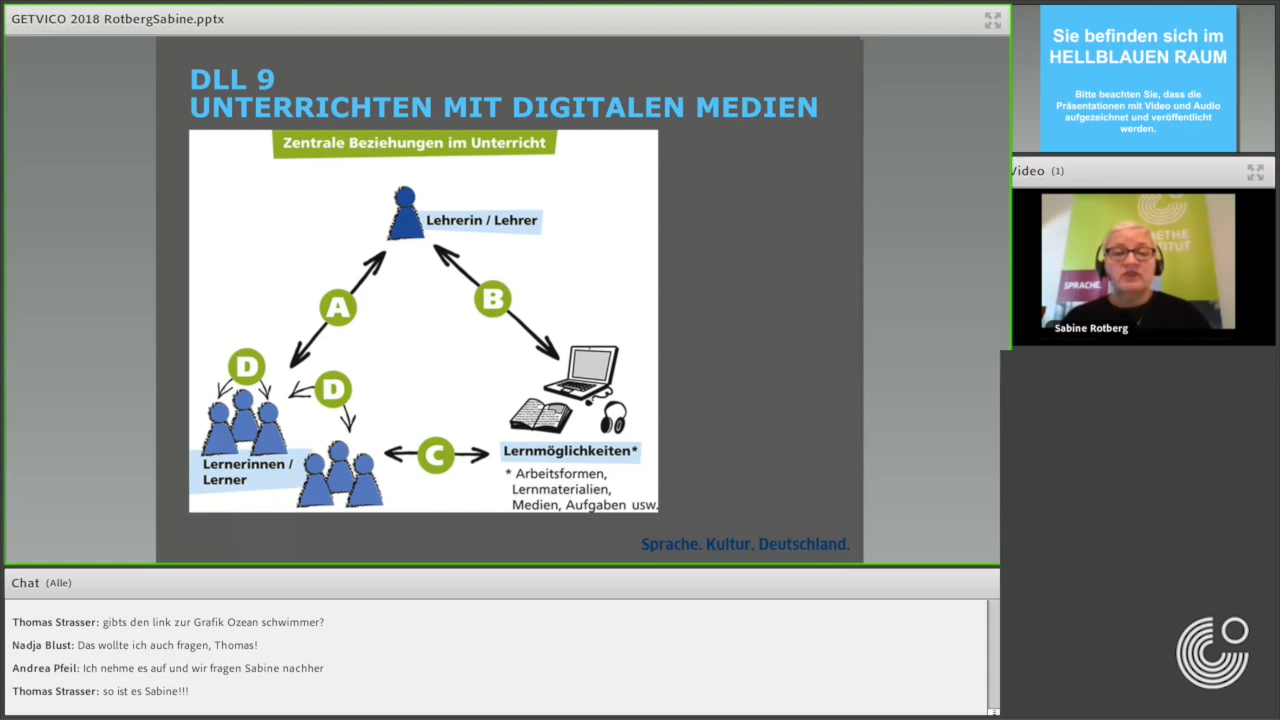 GETVICO 2018 RotbergSabine.pptx
DLL 9
UNTERRICHTEN MIT DIGITALEN MEDIEN
Zentrale Beziehungen im Unterricht
Lehrerin / Lehrer
A
B
D
D
C
Lernerinnen /
Lerner
Lernmöglichkeiten*
* Arbeitsformen,
Lernmaterialien,
Medien, Aufgaben usw.
Sprache. Kultur. Deutschland.
Sie befinden sich im
HELLBLAUEN RAUM
Bitte beachten Sie, dass die
Präsentationen mit Video und Audio
aufgezeichnet und veröffentlicht
werden.
Video (1)
SPRACHE.
Sabine Rotberg
Chat (Alle)
Thomas Strasser: gibts den link zur Grafik Ozean schwimmer?
Nadja Blust: Das wollte ich auch fragen, Thomas!
Andrea Pfeil: Ich nehme es auf und wir fragen Sabine nachher
Thomas Strasser: so ist es Sabine!!!